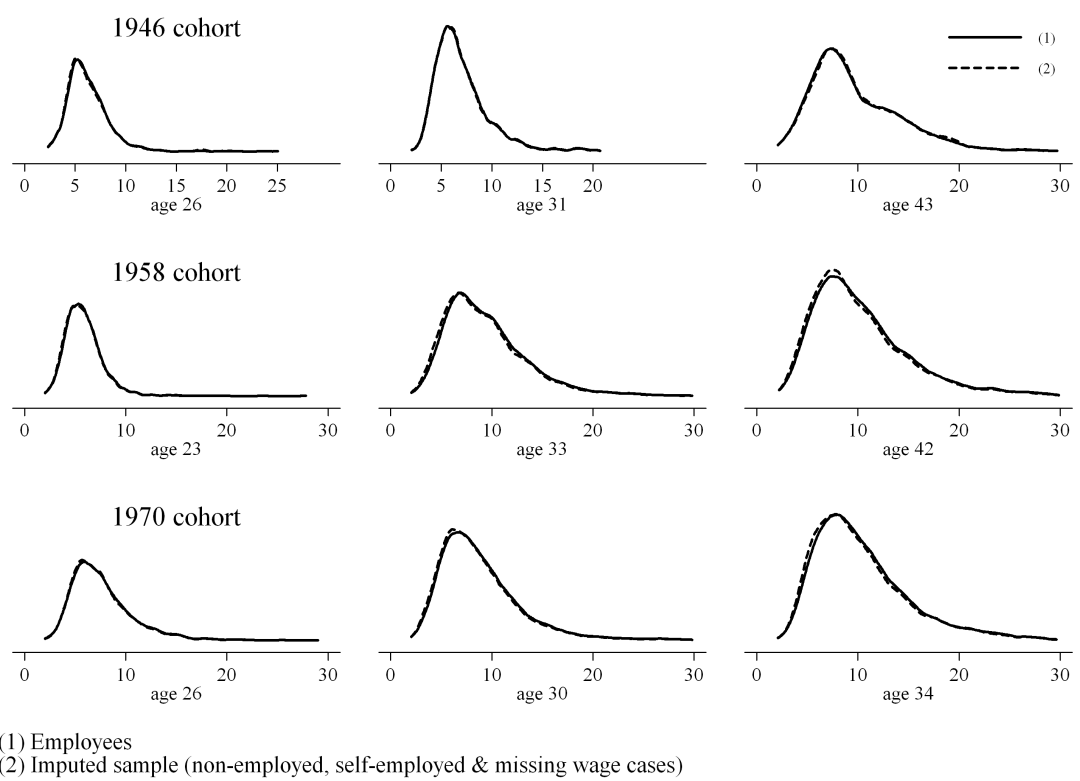 1946 cohort
(1)
(2)
0 5 10 15 20 25
age 26
0 5 10 15 20
age 31
0 10 20 30
age 43
1958 cohort
0 10 20 30
age 23
0 10 20 30
age 33
0 10 20 30
age 42
1970 cohort
0 10 20 30
age 26
0 10 20 30
age 30
0 10 20 30
age 34
(1) Employees
(2) Imputed sample (non-employed, self-employed & missing wage cases)